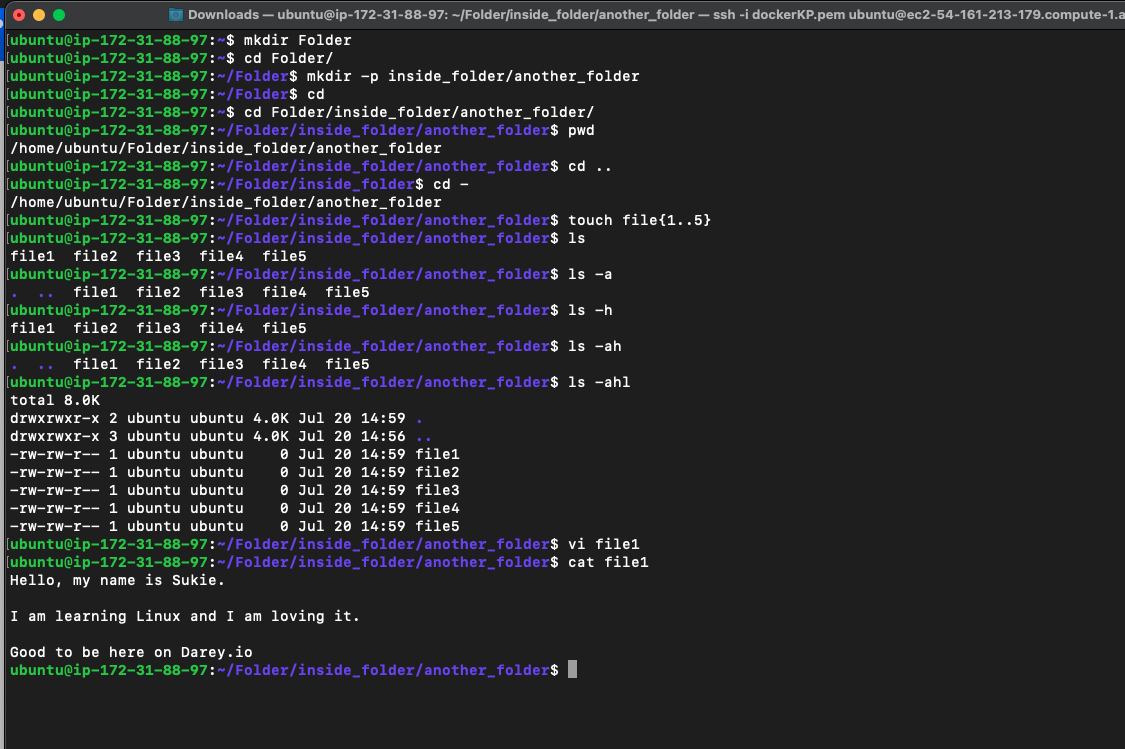 Downloads — ubuntu@ip-172-31-88-97: ~/Folder/inside_folder/another_folder — ssh -i dockerKP.pem ubuntu@ec2-54-161-213-179.compute-1.a
[ubuntu@ip-172-31-88-97:~$ mkdir Folder
[ubuntu@ip-172-31-88-97:~$ cd Folder/
[ubuntu@ip-172-31-88-97:~/Folder$ mkdir -p inside_folder/another_folder
[ubuntu@ip-172-31-88-97:~/Folder$ cd
[ubuntu@ip-172-31-88-97:~$ cd Folder/inside_folder/another_folder/
[ubuntu@ip-172-31-88-97:~/Folder/inside_folder/another_folder$ pwd
/home/ubuntu/Folder/inside_folder/another_folder
[ubuntu@ip-172-31-88-97:~/Folder/inside_folder/another_folder$ cd ..
[ubuntu@ip-172-31-88-97:~/Folder/inside_folder$ cd -
/home/ubuntu/Folder/inside_folder/another_folder
[ubuntu@ip-172-31-88-97:~/Folder/inside_folder/another_folder$ touch file{1..5}
[ubuntu@ip-172-31-88-97:~/Folder/inside_folder/another_folder$ ls
file1  file2  file3  file4  file5
[ubuntu@ip-172-31-88-97:~/Folder/inside_folder/another_folder$ ls -a
.  ..  file1  file2  file3  file4  file5
[ubuntu@ip-172-31-88-97:~/Folder/inside_folder/another_folder$ ls -h
file1  file2  file3  file4  file5
[ubuntu@ip-172-31-88-97:~/Folder/inside_folder/another_folder$ ls -ah
.  ..  file1  file2  file3  file4  file5
[ubuntu@ip-172-31-88-97:~/Folder/inside_folder/another_folder$ ls -ahl
total 8.0K
drwxrwxr-x 2 ubuntu ubuntu 4.0K Jul 20 14:59 .
drwxrwxr-x 3 ubuntu ubuntu 4.0K Jul 20 14:56 ..
-rw-rw-r-- 1 ubuntu ubuntu    0 Jul 20 14:59 file1
-rw-rw-r-- 1 ubuntu ubuntu    0 Jul 20 14:59 file2
-rw-rw-r-- 1 ubuntu ubuntu    0 Jul 20 14:59 file3
-rw-rw-r-- 1 ubuntu ubuntu    0 Jul 20 14:59 file4
-rw-rw-r-- 1 ubuntu ubuntu    0 Jul 20 14:59 file5
[ubuntu@ip-172-31-88-97:~/Folder/inside_folder/another_folder$ vi file1
[ubuntu@ip-172-31-88-97:~/Folder/inside_folder/another_folder$ cat file1
Hello, my name is Sukie.
I am learning Linux and I am loving it.
Good to be here on Darey.io
ubuntu@ip-172-31-88-97:~/Folder/inside_folder/another_folder$